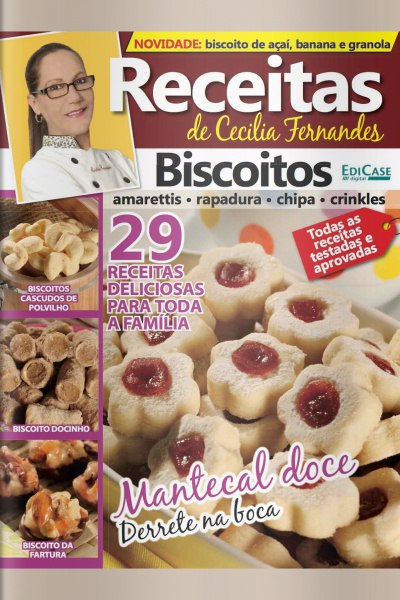 NOVIDADE: biscoito de açaí, banana e granola
Receitas
de Cecilia Fernandes
Biscoitos
EDICASE
digital
amarettis • rapadura • chipa • crinkles
Todas as
receitas
testadas e
aprovadas
29
RECEITAS
DELICIOSAS
PARA TODA
A FAMÍLIA
BISCOITOS
CASCUDOS DE
POLVILHO
BISCOITO DOCINHO
BISCOITO DA
FARTURA
Mantecal doce
Derrete na boca